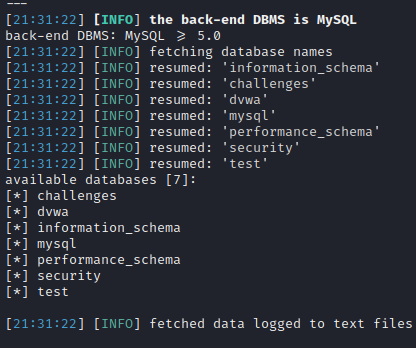 ---
[21:31:22] [INFO] the back-end DBMS is MySQL
back-end DBMS: MySQL ≥ 5.0
[21:31:22] [INFO] fetching database names
[21:31:22] [INFO] resumed: 'information_schema'
[21:31:22] [INFO] resumed: 'challenges'
[21:31:22] [INFO] resumed: 'dvwa'
[21:31:22] [INFO] resumed: 'mysql'
[21:31:22] [INFO] resumed: 'performance_schema'
[21:31:22] [INFO] resumed: 'security'
[21:31:22] [INFO] resumed: 'test'
available databases [7]:
[*] challenges
[*] dvwa
[*] information_schema
[*] mysql
[*] performance_schema
[*] security
[*] test
[21:31:22] [INFO] fetched data logged to text files